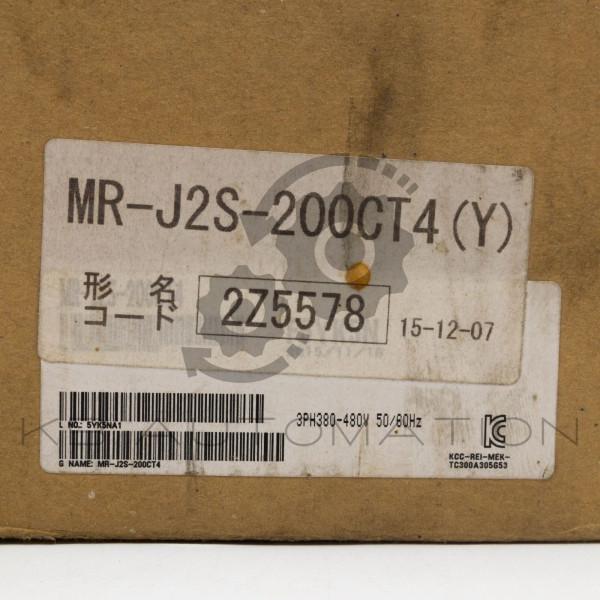 MR-J2S-200CT4(Y)
形名
コード
2Z5578
15-12-07
L NO.: 5YK5NA1
3PH380-480V 50/60Hz
G NAME: MR-J2S-200CT4
KCC-REI-MEK-
TC300A305G53
AUTOMATION